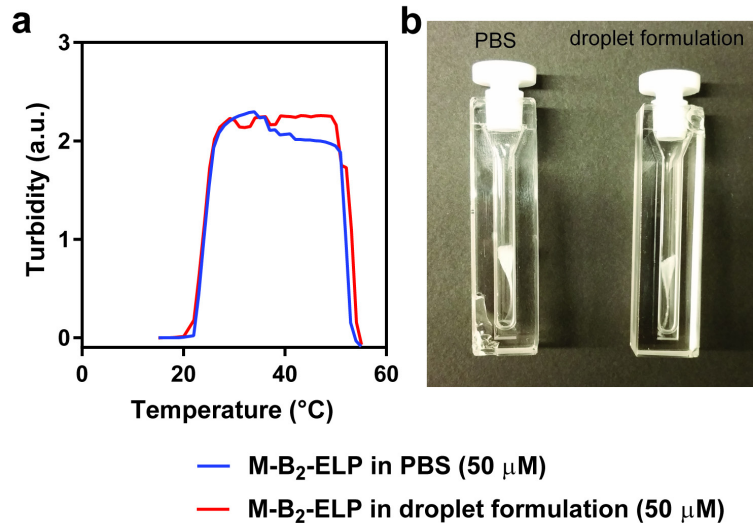 a
b
PBS
droplet formulation
3
2
1
0
Turbidity (a.u.)
0
20
40
60
Temperature (°C)
M-B₂-ELP in PBS (50 μM)
M-B₂-ELP in droplet formulation (50 μM)